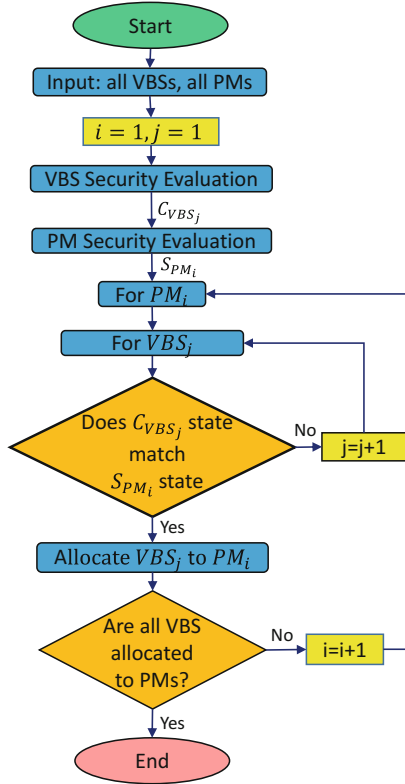 Start
Input: all VBSs, all PMs
i = 1, j = 1
VBS Security Evaluation
C_{VBS_j}
PM Security Evaluation
S_{PM_i}
For PM_i
For VBS_j
Does C_{VBS_j} state
match
S_{PM_i} state
No
j=j+1
Yes
Allocate VBS_j to PM_i
Are all VBS
allocated
to PMs?
No
i=i+1
Yes
End